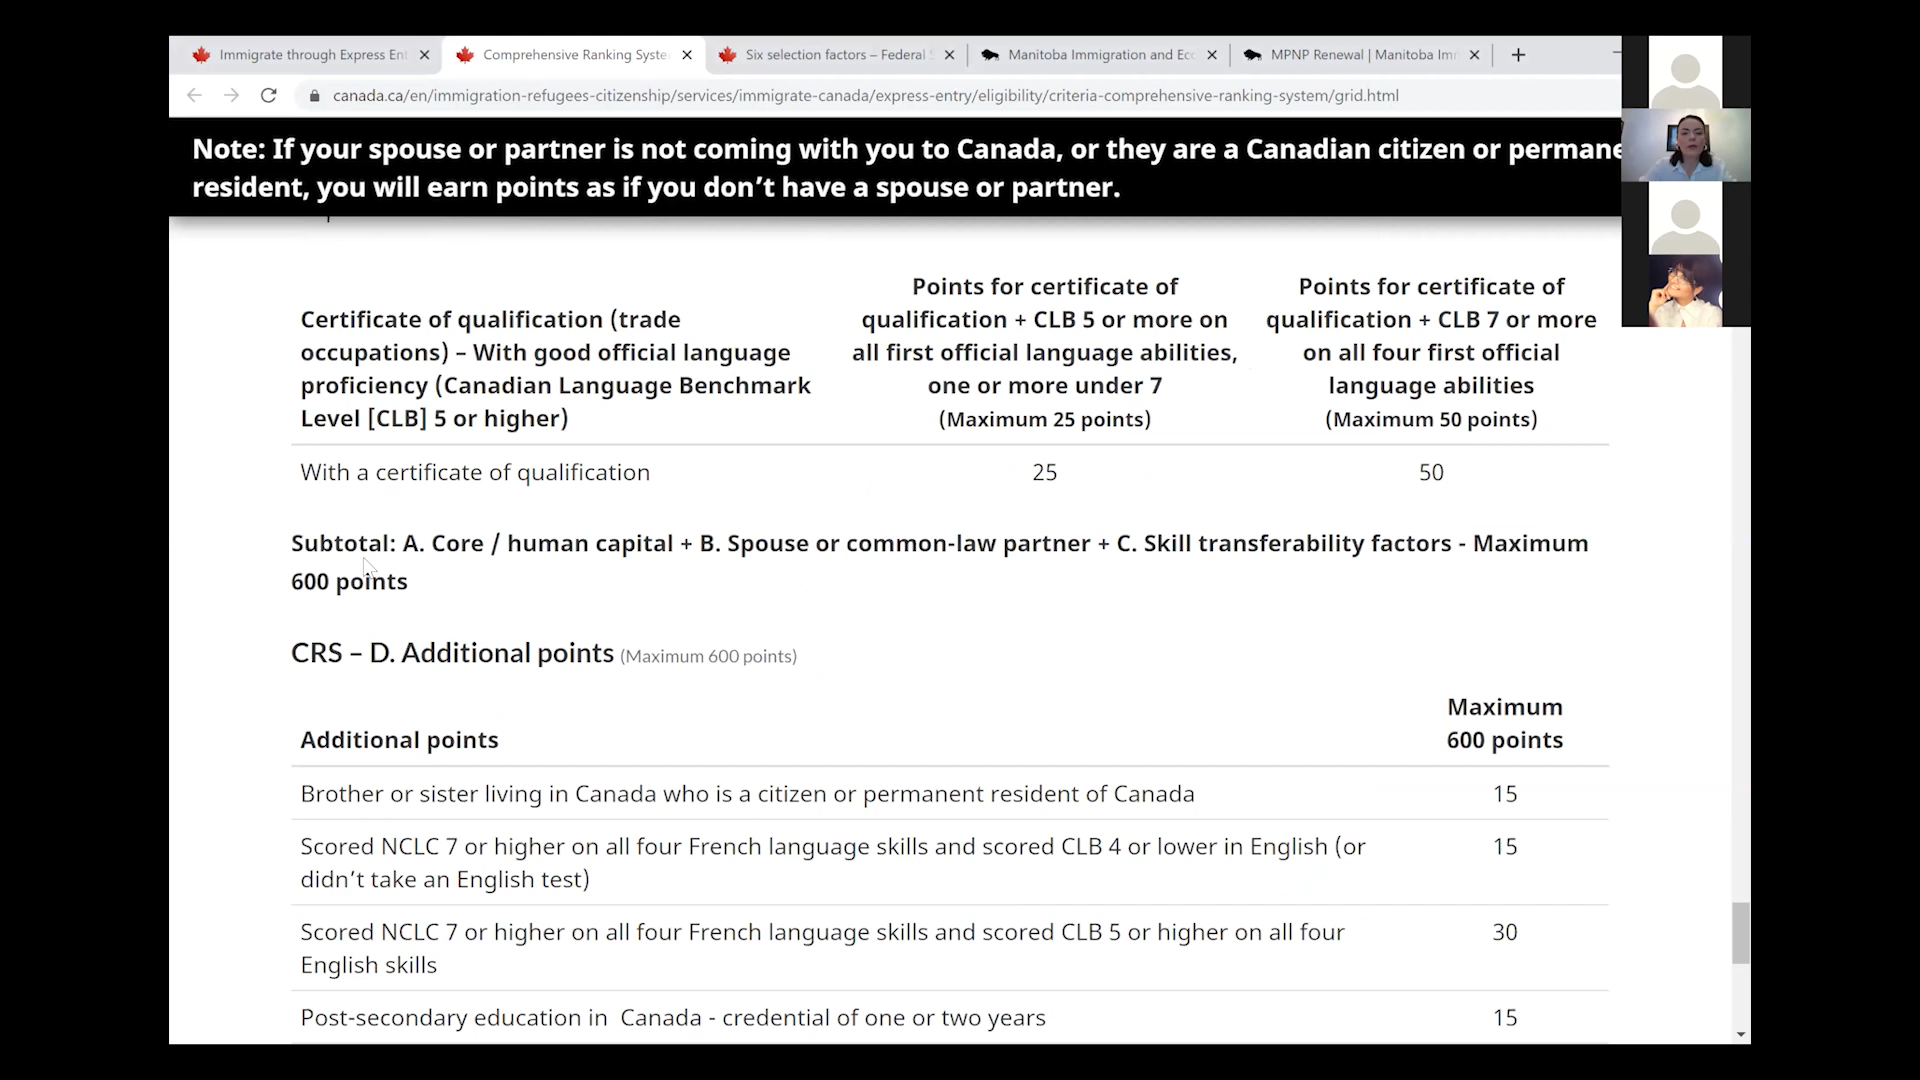 Immigrate through Express Ent
Comprehensive Ranking Syste
Six selection factors – Federal
Manitoba Immigration and Ec
MPNP Renewal | Manitoba Im
canada.ca/en/immigration-refugees-citizenship/services/immigrate-canada/express-entry/eligibility/criteria-comprehensive-ranking-system/grid.html
Note: If your spouse or partner is not coming with you to Canada, or they are a Canadian citizen or permane
resident, you will earn points as if you don’t have a spouse or partner.
Certificate of qualification (trade
occupations) – With good official language
proficiency (Canadian Language Benchmark
Level [CLB] 5 or higher)
Points for certificate of
qualification + CLB 5 or more on
all first official language abilities,
one or more under 7
(Maximum 25 points)
Points for certificate of
qualification + CLB 7 or more
on all four first official
language abilities
(Maximum 50 points)
With a certificate of qualification
25
50
Subtotal: A. Core / human capital + B. Spouse or common-law partner + C. Skill transferability factors - Maximum
600 points
CRS – D. Additional points (Maximum 600 points)
Additional points
Maximum
600 points
Brother or sister living in Canada who is a citizen or permanent resident of Canada
15
Scored NCLC 7 or higher on all four French language skills and scored CLB 4 or lower in English (or
didn’t take an English test)
15
Scored NCLC 7 or higher on all four French language skills and scored CLB 5 or higher on all four
English skills
30
Post-secondary education in  Canada - credential of one or two years
15